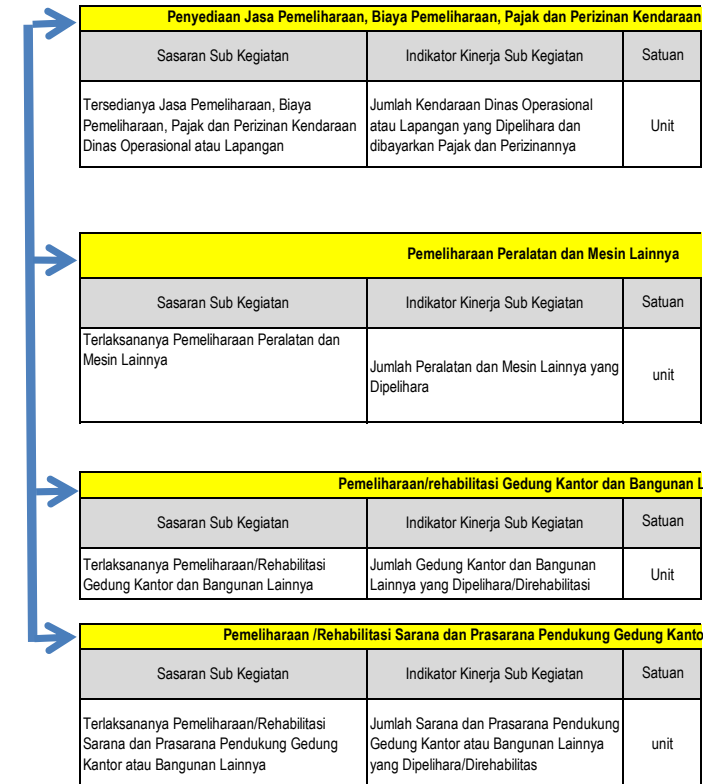 Penyediaan Jasa Pemeliharaan, Biaya Pemeliharaan, Pajak dan Perizinan Kendaraan
Sasaran Sub Kegiatan
Indikator Kinerja Sub Kegiatan
Satuan
Tersedianya Jasa Pemeliharaan, Biaya
Pemeliharaan, Pajak dan Perizinan Kendaraan
Dinas Operasional atau Lapangan
Jumlah Kendaraan Dinas Operasional
atau Lapangan yang Dipelihara dan
dibayarkan Pajak dan Perizinannya
Unit
Pemeliharaan Peralatan dan Mesin Lainnya
Sasaran Sub Kegiatan
Indikator Kinerja Sub Kegiatan
Satuan
Terlaksananya Pemeliharaan Peralatan dan
Mesin Lainnya
Jumlah Peralatan dan Mesin Lainnya yang
Dipelihara
unit
Pemeliharaan/rehabilitasi Gedung Kantor dan Bangunan L
Sasaran Sub Kegiatan
Indikator Kinerja Sub Kegiatan
Satuan
Terlaksananya Pemeliharaan/Rehabilitasi
Gedung Kantor dan Bangunan Lainnya
Jumlah Gedung Kantor dan Bangunan
Lainnya yang Dipelihara/Direhabilitasi
Unit
Pemeliharaan /Rehabilitasi Sarana dan Prasarana Pendukung Gedung Kanto
Sasaran Sub Kegiatan
Indikator Kinerja Sub Kegiatan
Satuan
Terlaksananya Pemeliharaan/Rehabilitasi
Sarana dan Prasarana Pendukung Gedung
Kantor atau Bangunan Lainnya
Jumlah Sarana dan Prasarana Pendukung
Gedung Kantor atau Bangunan Lainnya
yang Dipelihara/Direhabilitas
unit